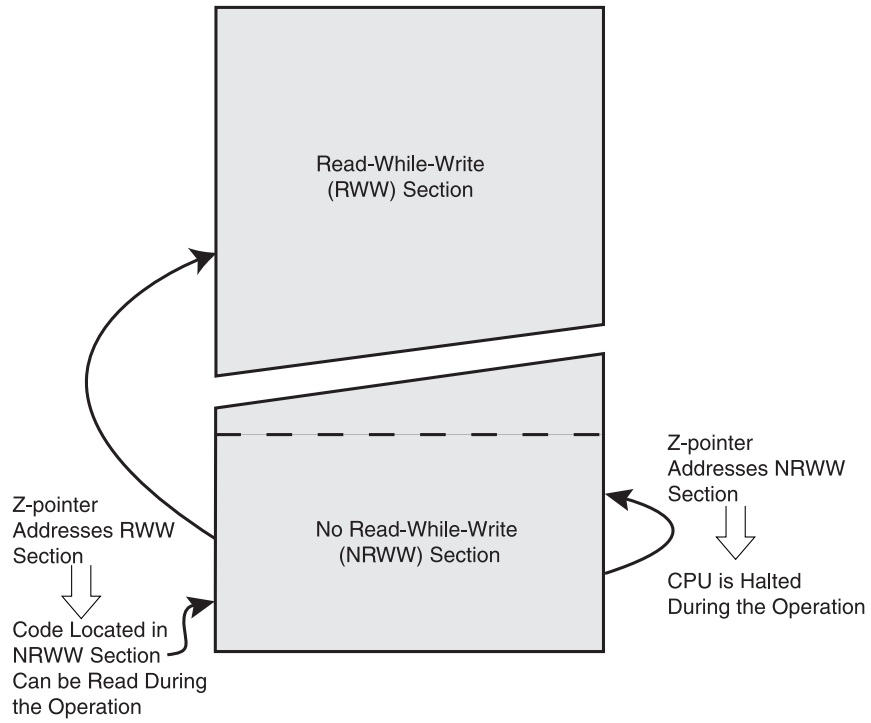 Read-While-Write
(RWW) Section
Z-pointer
Addresses NRWW
Section
CPU is Halted
During the Operation
No Read-While-Write
(NRWW) Section
Z-pointer
Addresses RWW
Section
Code Located in
NRWW Section
Can be Read During
the Operation